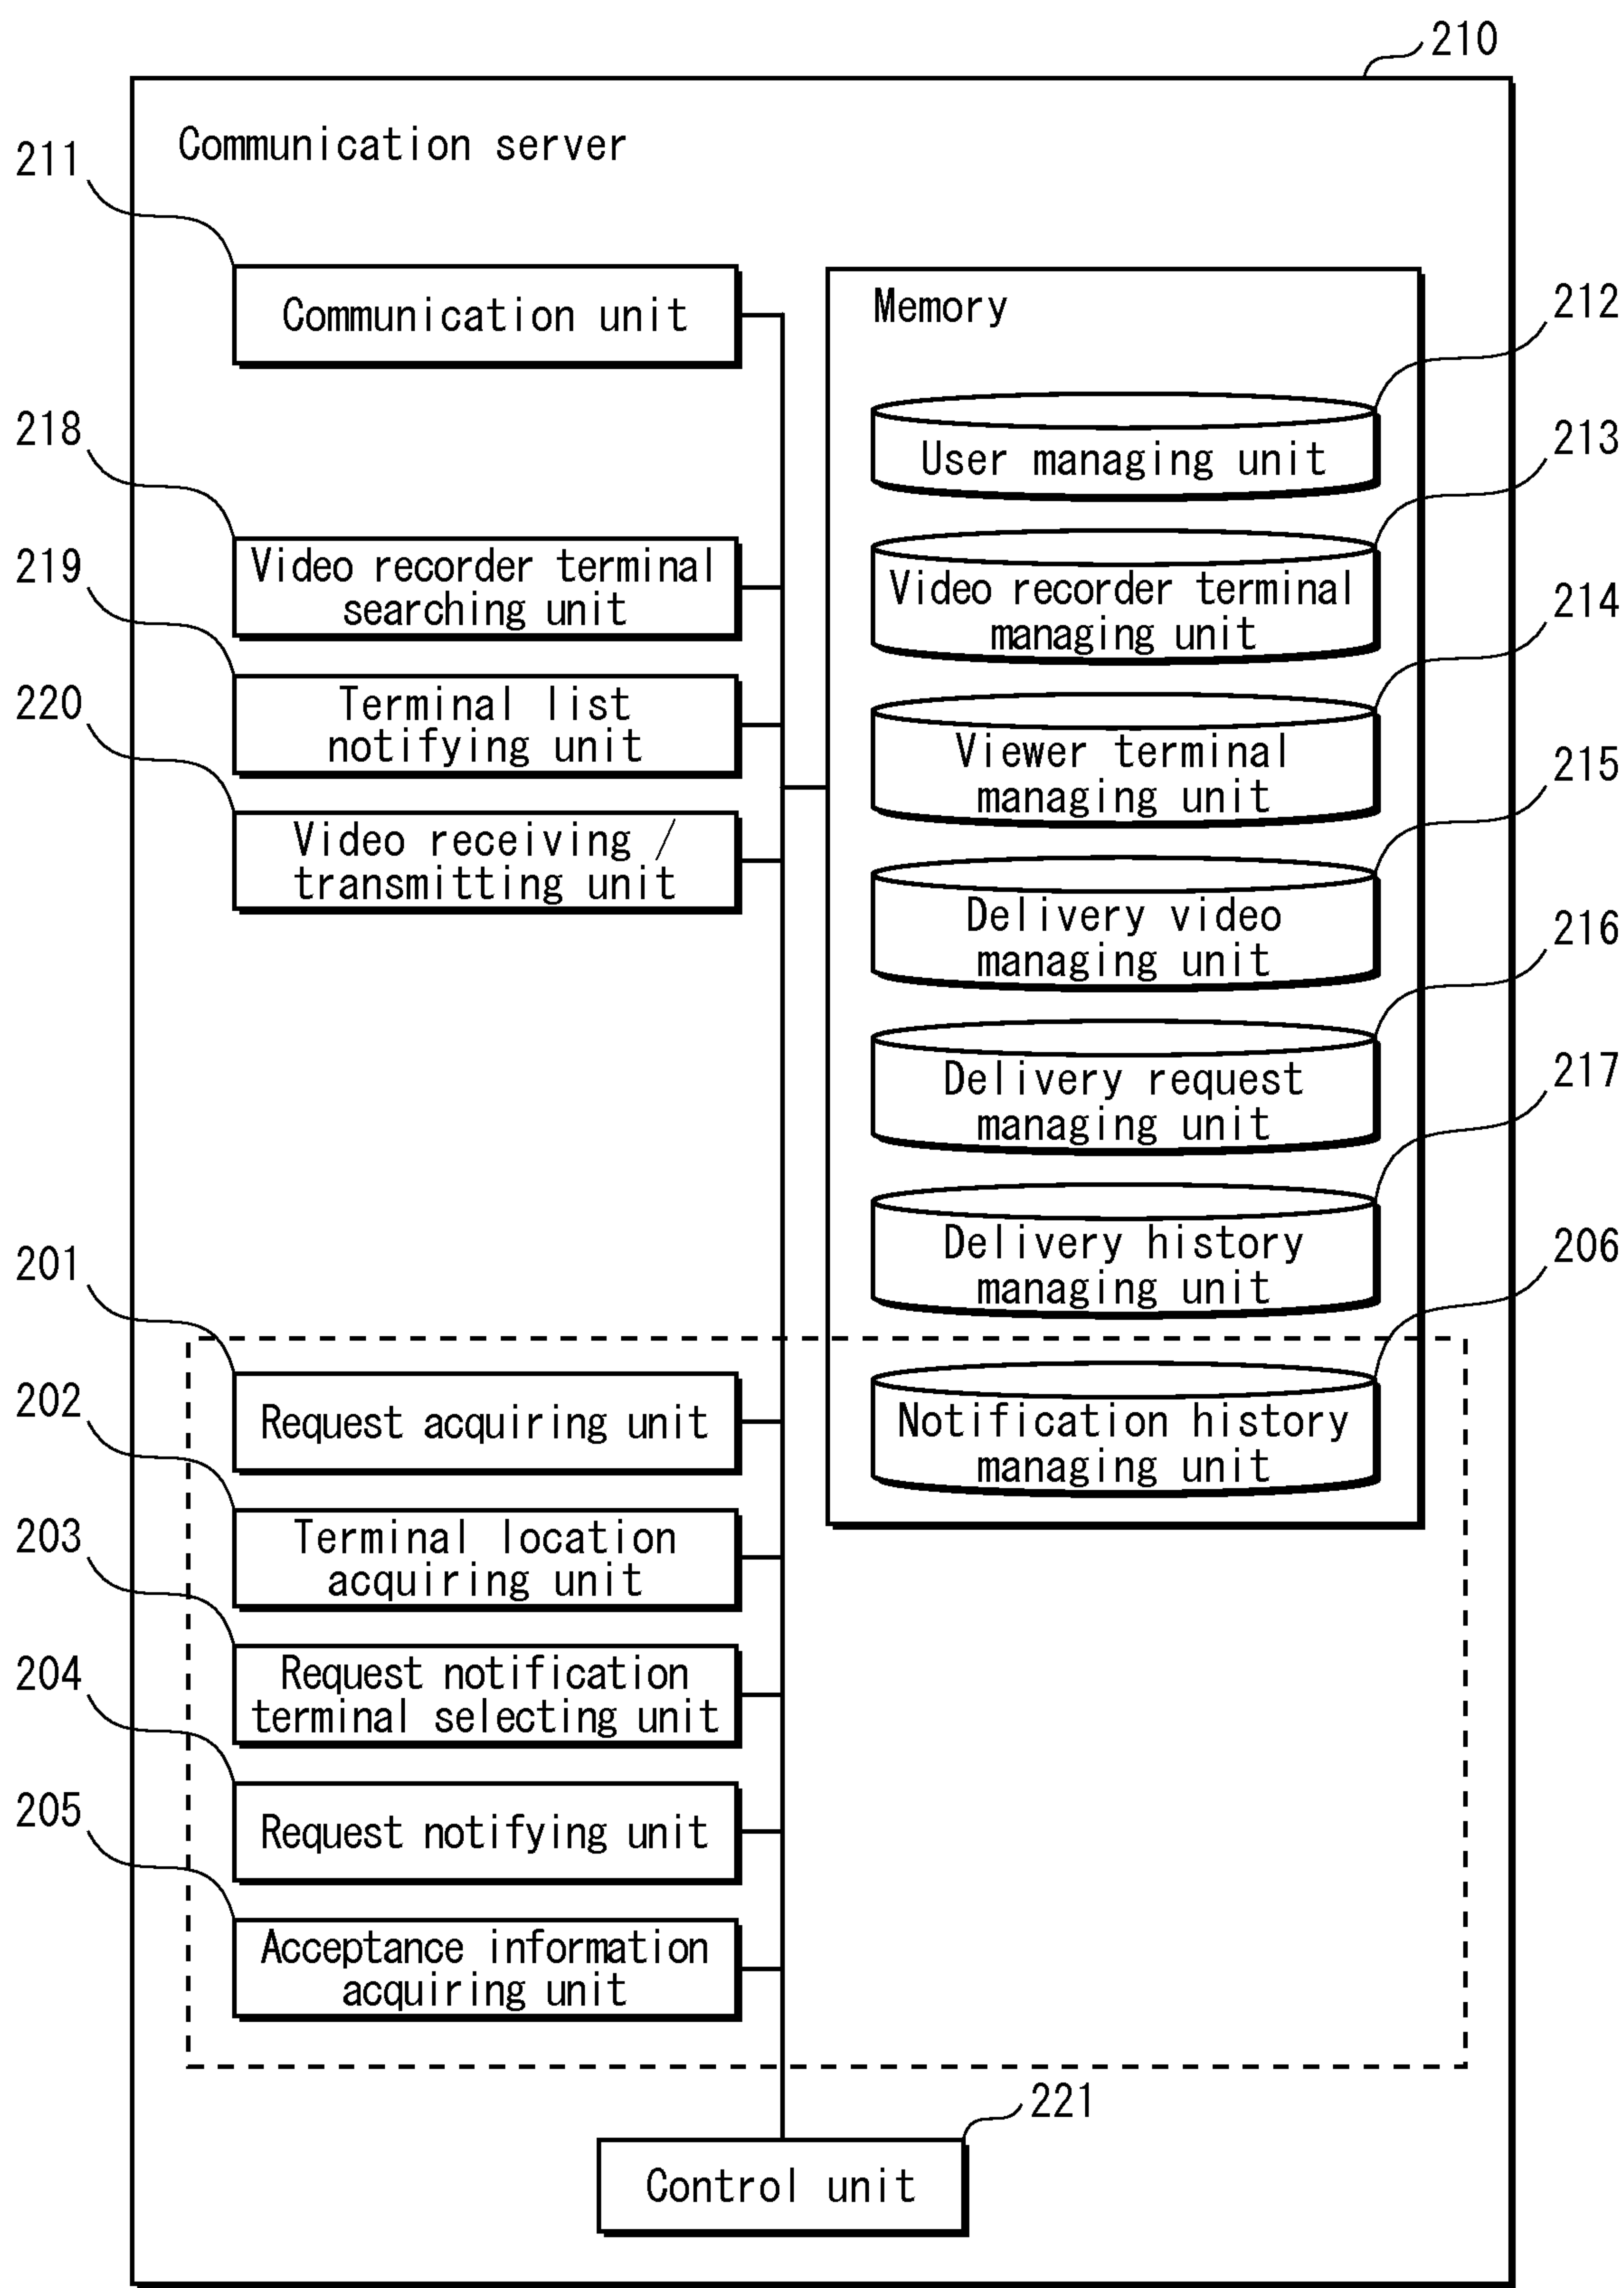 210
Communication server
211
Communication unit
Memory
212
User managing unit
218
Video recorder terminal
searching unit
213
Video recorder terminal
managing unit
219
Terminal list
notifying unit
214
Viewer terminal
managing unit
220
Video receiving /
transmitting unit
215
Delivery video
managing unit
216
Delivery request
managing unit
217
Delivery history
managing unit
206
Notification history
managing unit
201
Request acquiring unit
202
Terminal location
acquiring unit
203
Request notification
terminal selecting unit
204
Request notifying unit
205
Acceptance information
acquiring unit
221
Control unit